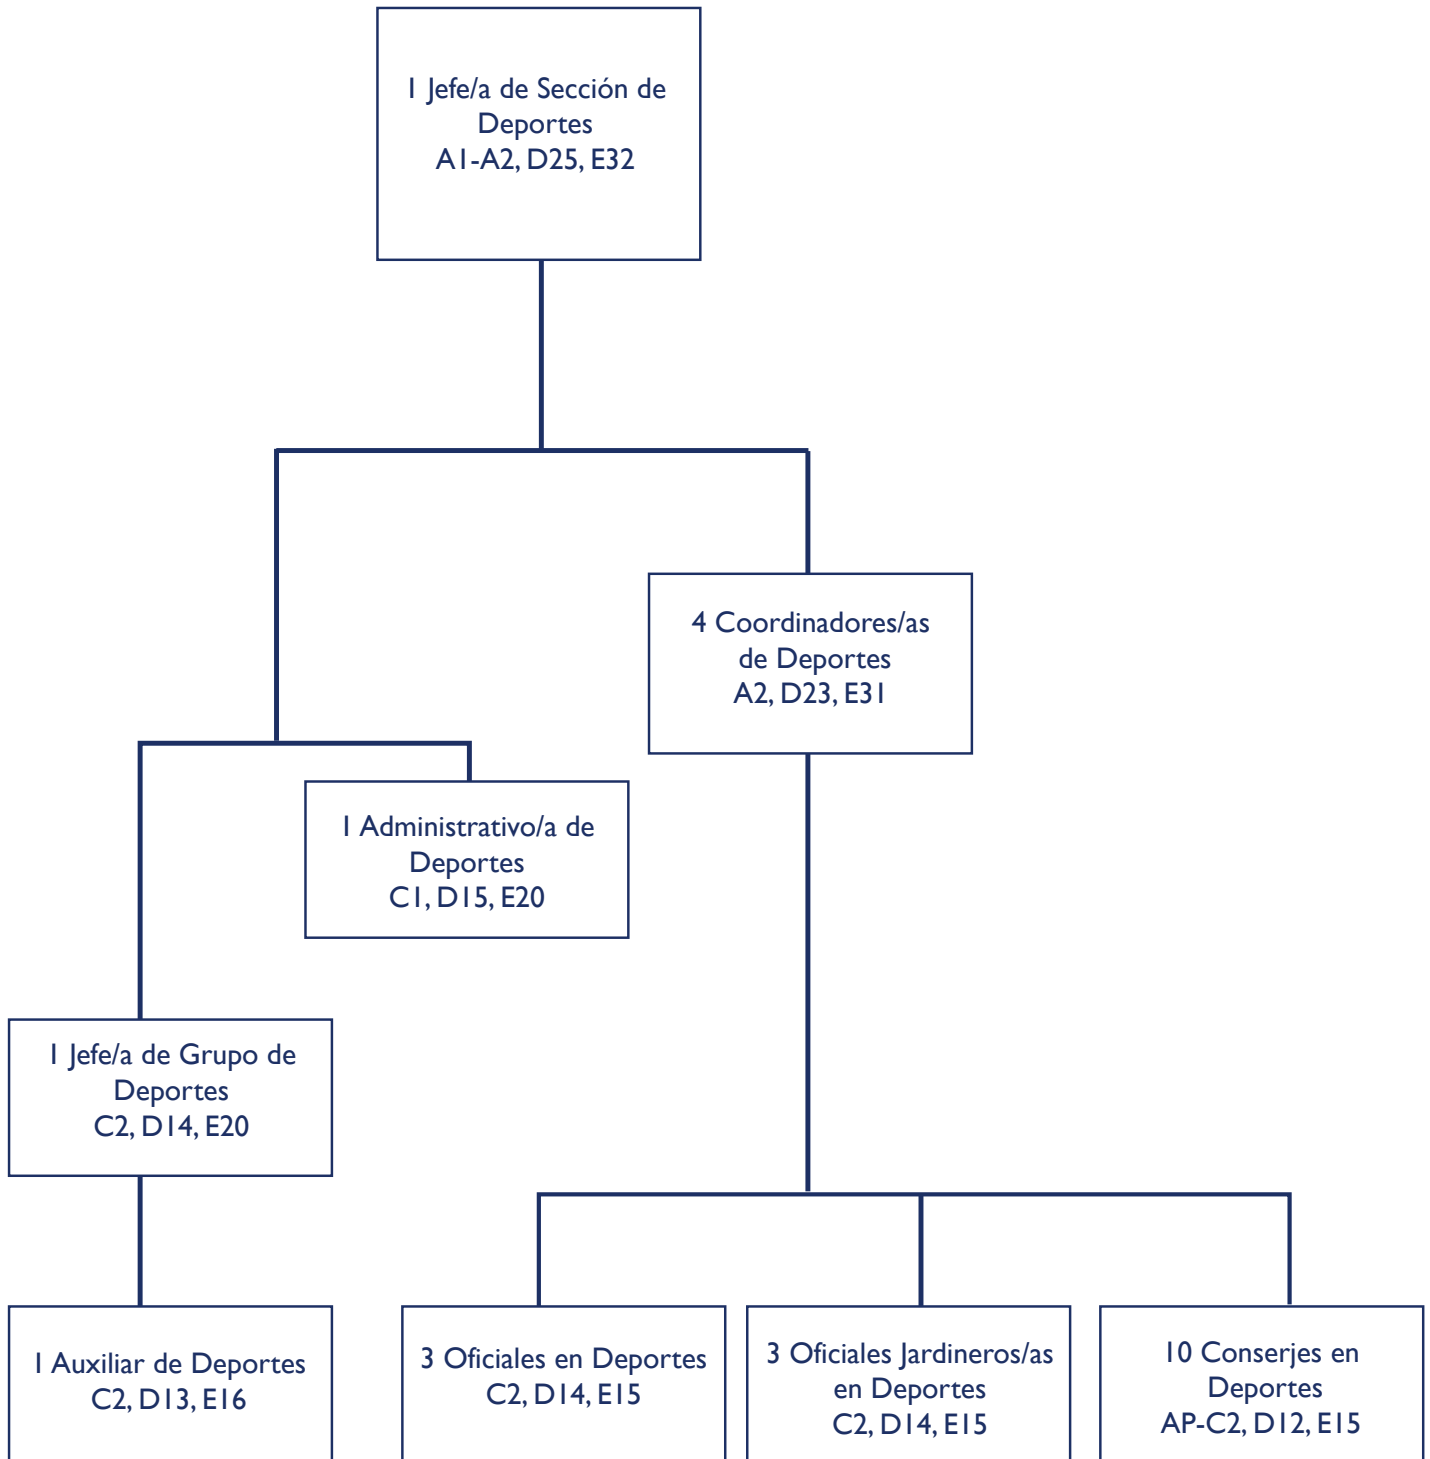 1 Jefe/a de Sección de
Deportes
A1-A2, D25, E32
4 Coordinadores/as
de Deportes
A2, D23, E31
1 Administrativo/a de
Deportes
C1, D15, E20
1 Jefe/a de Grupo de
Deportes
C2, D14, E20
1 Auxiliar de Deportes
C2, D13, E16
3 Oficiales en Deportes
C2, D14, E15
3 Oficiales Jardineros/as
en Deportes
C2, D14, E15
10 Conserjes en
Deportes
AP-C2, D12, E15